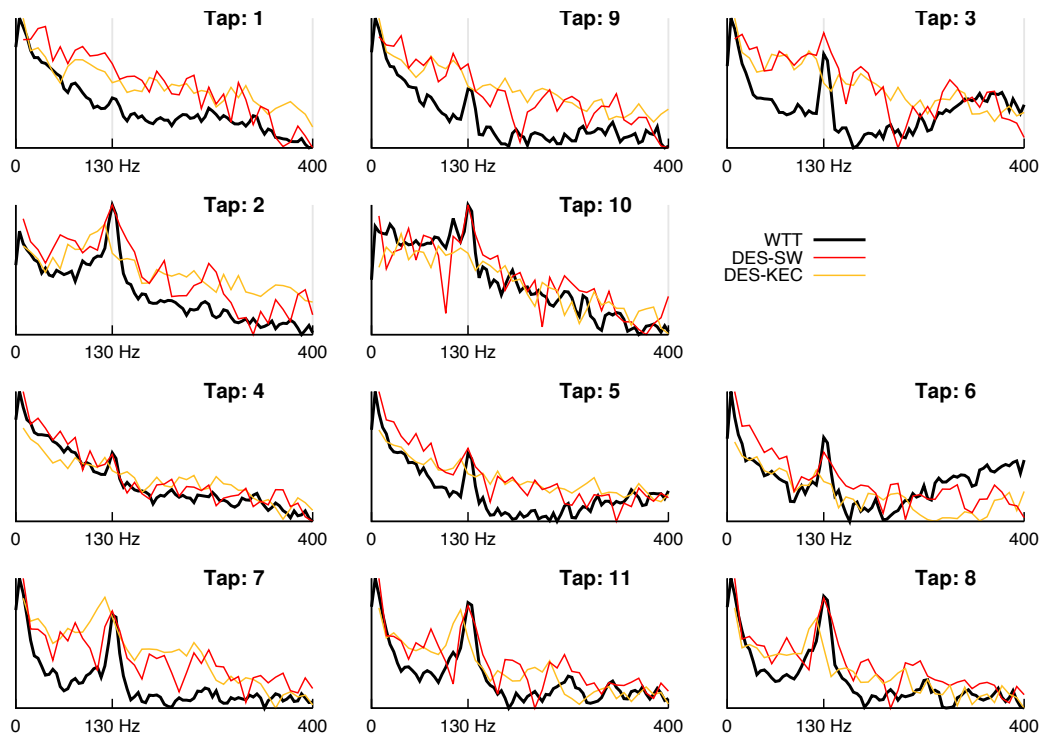 Tap: 1
Tap: 9
Tap: 3
0
130 Hz
400
0
130 Hz
400
0
130 Hz
400
Tap: 2
Tap: 10
WTT
DES-SW
DES-KEC
0
130 Hz
400
0
130 Hz
400
Tap: 4
Tap: 5
Tap: 6
0
130 Hz
400
0
130 Hz
400
0
130 Hz
400
Tap: 7
Tap: 11
Tap: 8
0
130 Hz
400
0
130 Hz
400
0
130 Hz
400